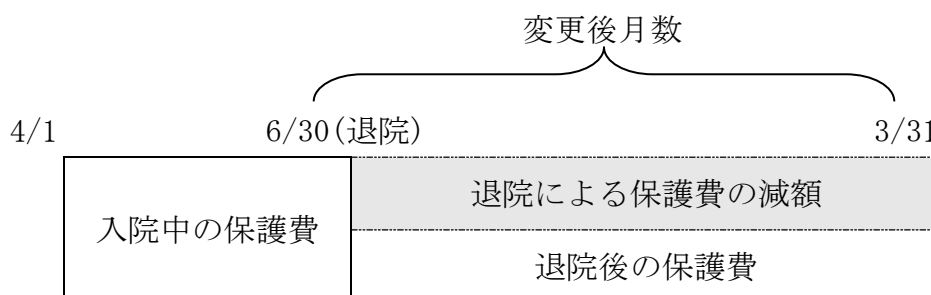 変更後月数
4/1 6/30(退院) 3/31
退院による保護費の減額
入院中の保護費
退院後の保護費